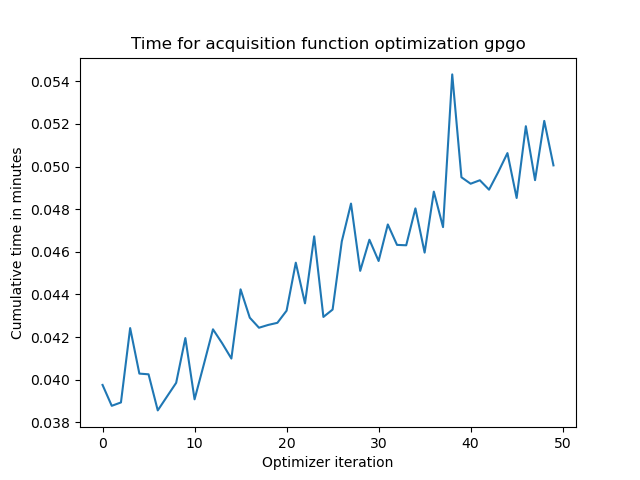 Time for acquisition function optimization gpgo
Cumulative time in minutes
0.054
0.052
0.050
0.048
0.046
0.044
0.042
0.040
0.038
0 10 20 30 40 50
Optimizer iteration